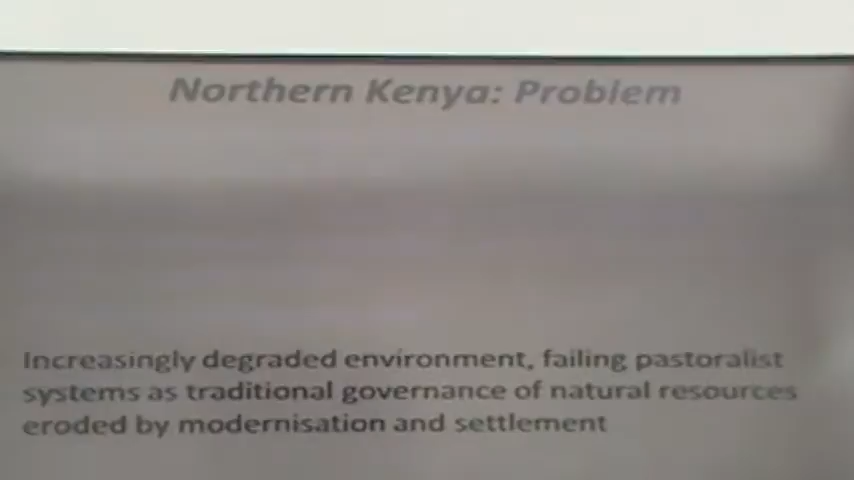 Northern Kenya: Problem
Increasingly degraded environment, failing pastoralist
systems as traditional governance of natural resources
eroded by modernisation and settlement